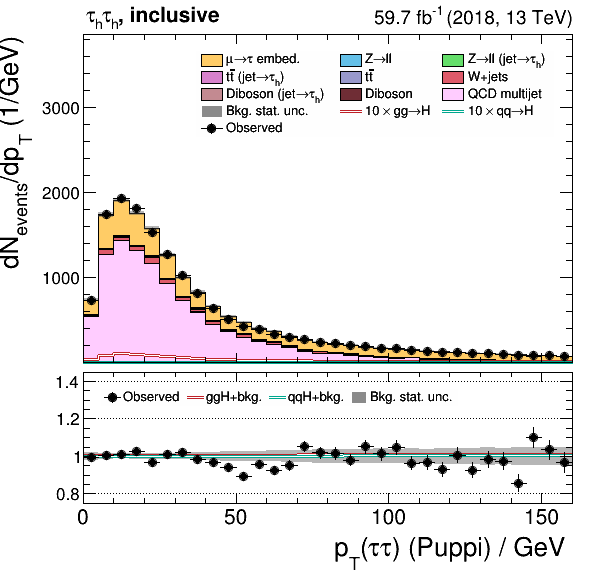 τₕτₕ, inclusive 59.7 fb⁻¹ (2018, 13 TeV)
dN_events/dp_T (1/GeV)
3000
2000
1000
μ→τ embed. Z→ll Z→ll (jet→τₕ)
tt̄ (jet→τₕ) tt̄ W+jets
Diboson (jet→τₕ) Diboson QCD multijet
Bkg. stat. unc. 10 × gg→H 10 × qq→H
Observed
1.4
1.2
1
0.8
Observed ggH+bkg. qqH+bkg. Bkg. stat. unc.
0 50 100 150
p_T(ττ) (Puppi) / GeV